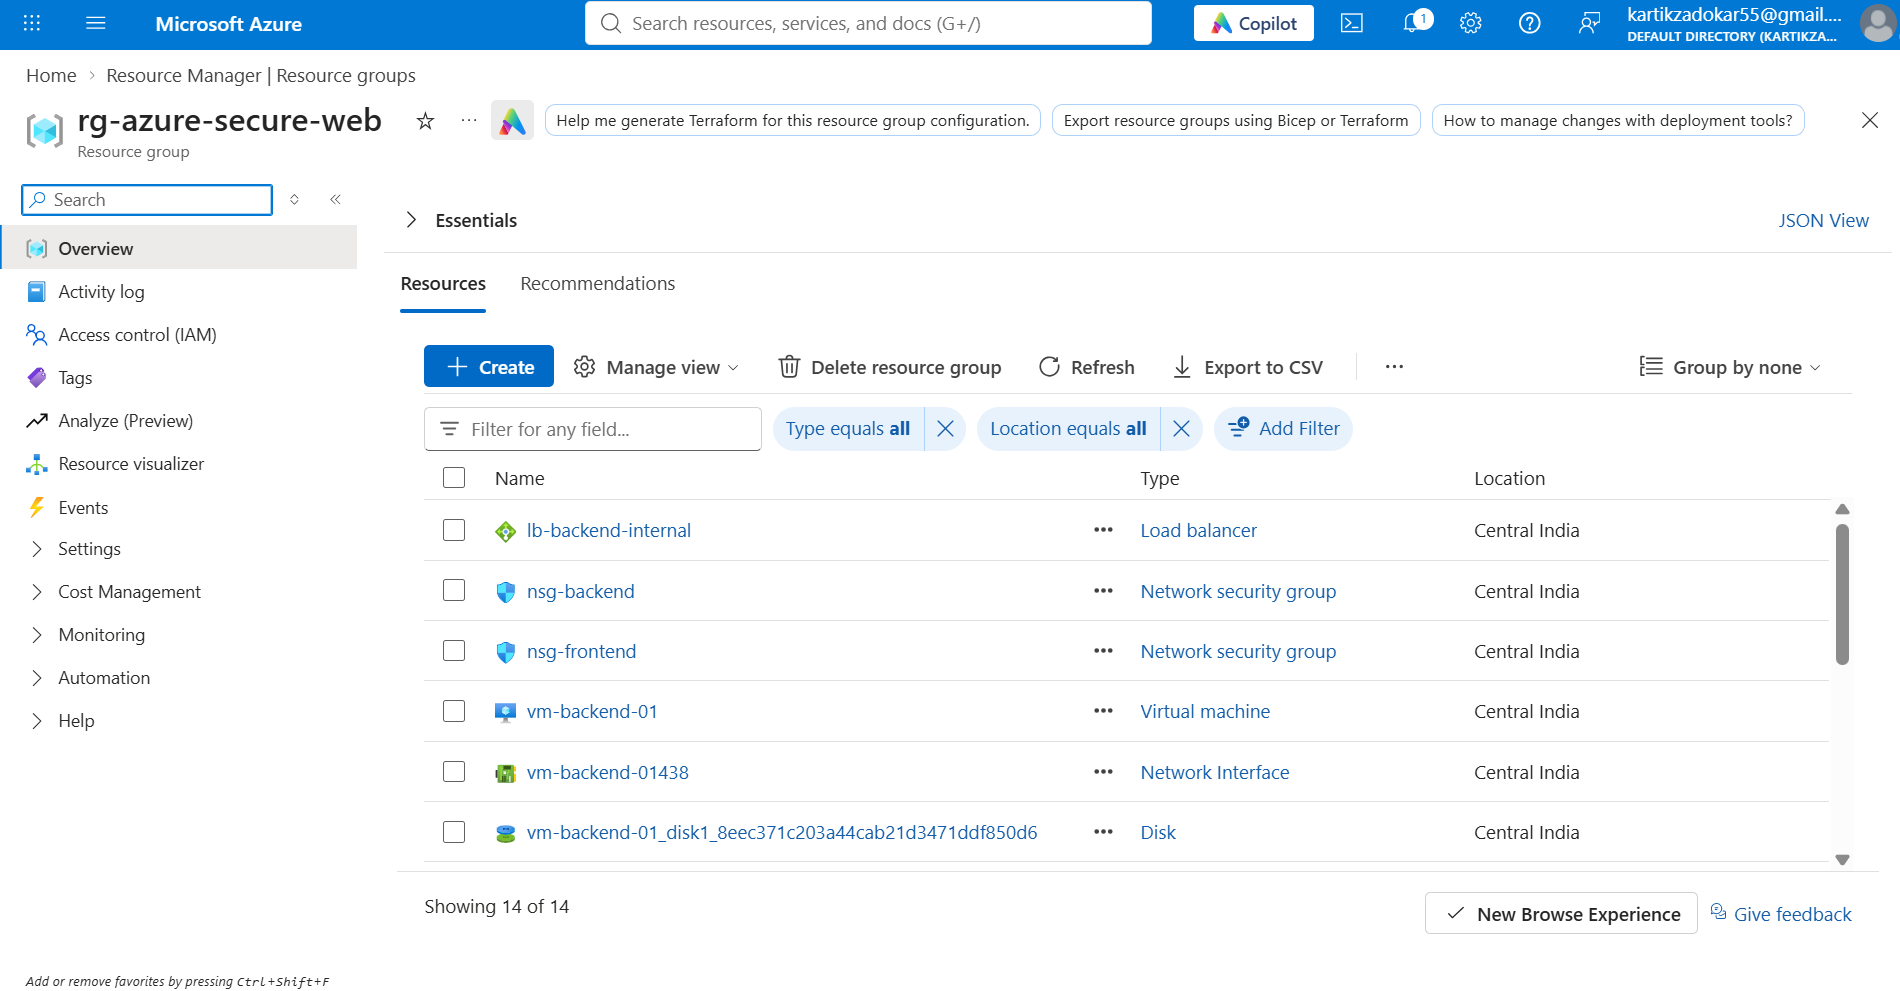 Microsoft Azure
Search resources, services, and docs (G+/)
Copilot
1
kartikzadokar55@gmail....
DEFAULT DIRECTORY (KARTIKZA...
Home > Resource Manager | Resource groups
rg-azure-secure-web
Resource group
Help me generate Terraform for this resource group configuration.
Export resource groups using Bicep or Terraform
How to manage changes with deployment tools?
Search
Overview
Activity log
Access control (IAM)
Tags
Analyze (Preview)
Resource visualizer
Events
Settings
Cost Management
Monitoring
Automation
Help
Essentials
JSON View
Resources
Recommendations
Create
Manage view
Delete resource group
Refresh
Export to CSV
Group by none
Filter for any field...
Type equals all
Location equals all
Add Filter
Name Type Location
lb-backend-internal Load balancer Central India
nsg-backend Network security group Central India
nsg-frontend Network security group Central India
vm-backend-01 Virtual machine Central India
vm-backend-01438 Network Interface Central India
vm-backend-01_disk1_8eec371c203a44cab21d3471ddf850d6 Disk Central India
Showing 14 of 14
New Browse Experience
Give feedback
Add or remove favorites by pressing Ctrl+Shift+F